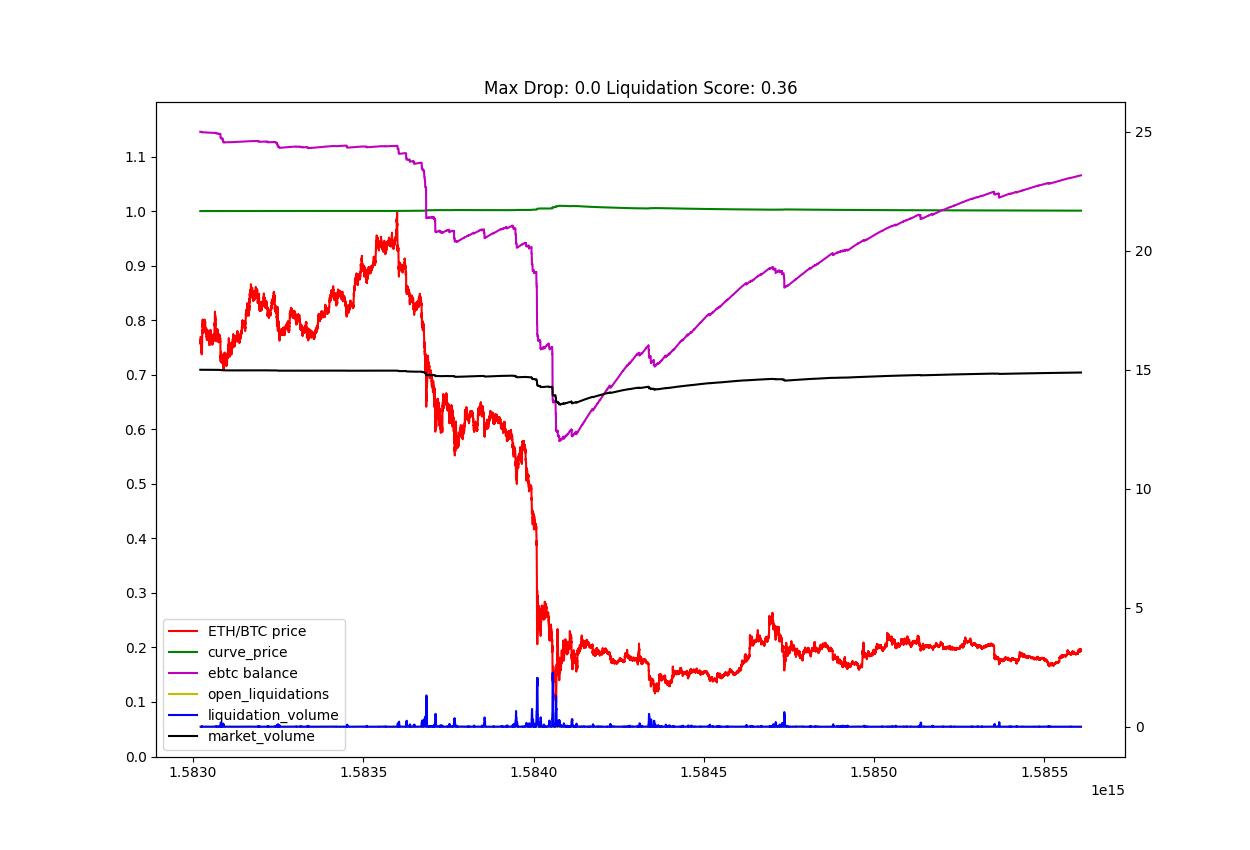 Max Drop: 0.0 Liquidation Score: 0.36
1.1
1.0
0.9
0.8
0.7
0.6
0.5
0.4
0.3
0.2
0.1
0.0
25
20
15
10
5
0
ETH/BTC price
curve_price
ebtc balance
open_liquidations
liquidation_volume
market_volume
1.5830 1.5835 1.5840 1.5845 1.5850 1.5855
1e15